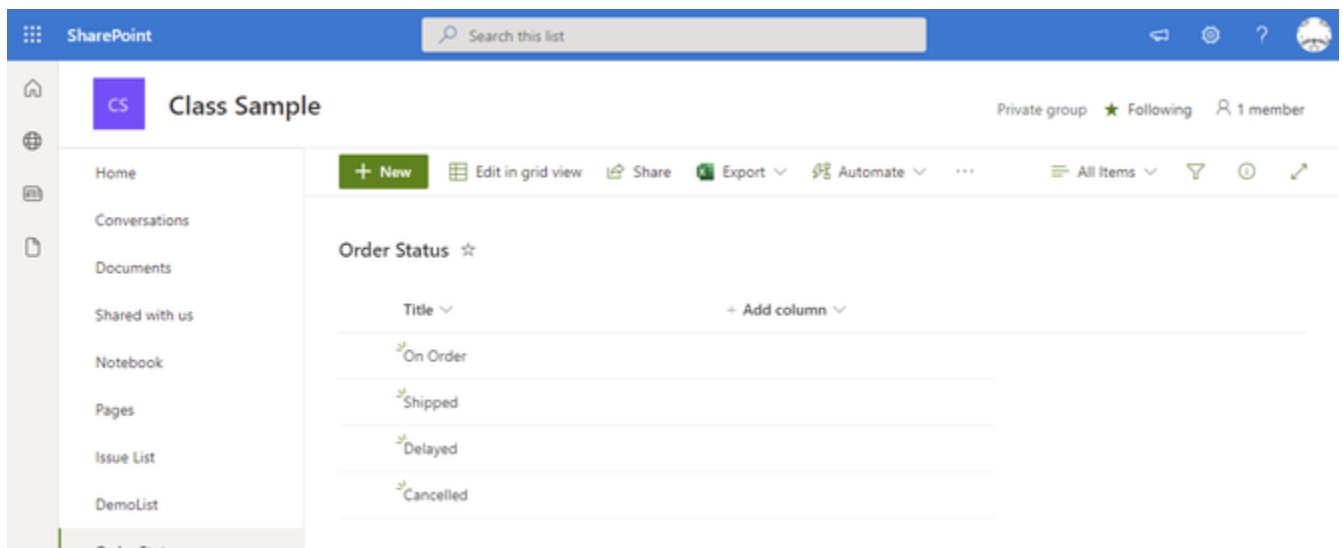 SharePoint
Search this list
?
CS
Class Sample
Private group
Following
1 member
Home
Conversations
Documents
Shared with us
Notebook
Pages
Issue List
DemoList
+ New
Edit in grid view
Share
Export
Automate
...
All Items
Order Status
Title
+ Add column
On Order
Shipped
Delayed
Cancelled